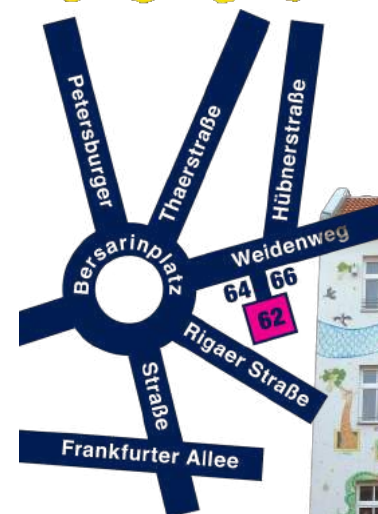 Petersburger
Thaerstraße
Hübnerstraße
Bersarinplatz
Weidenweg
64 66
62
Rigaer Straße
Straße
Frankfurter Allee